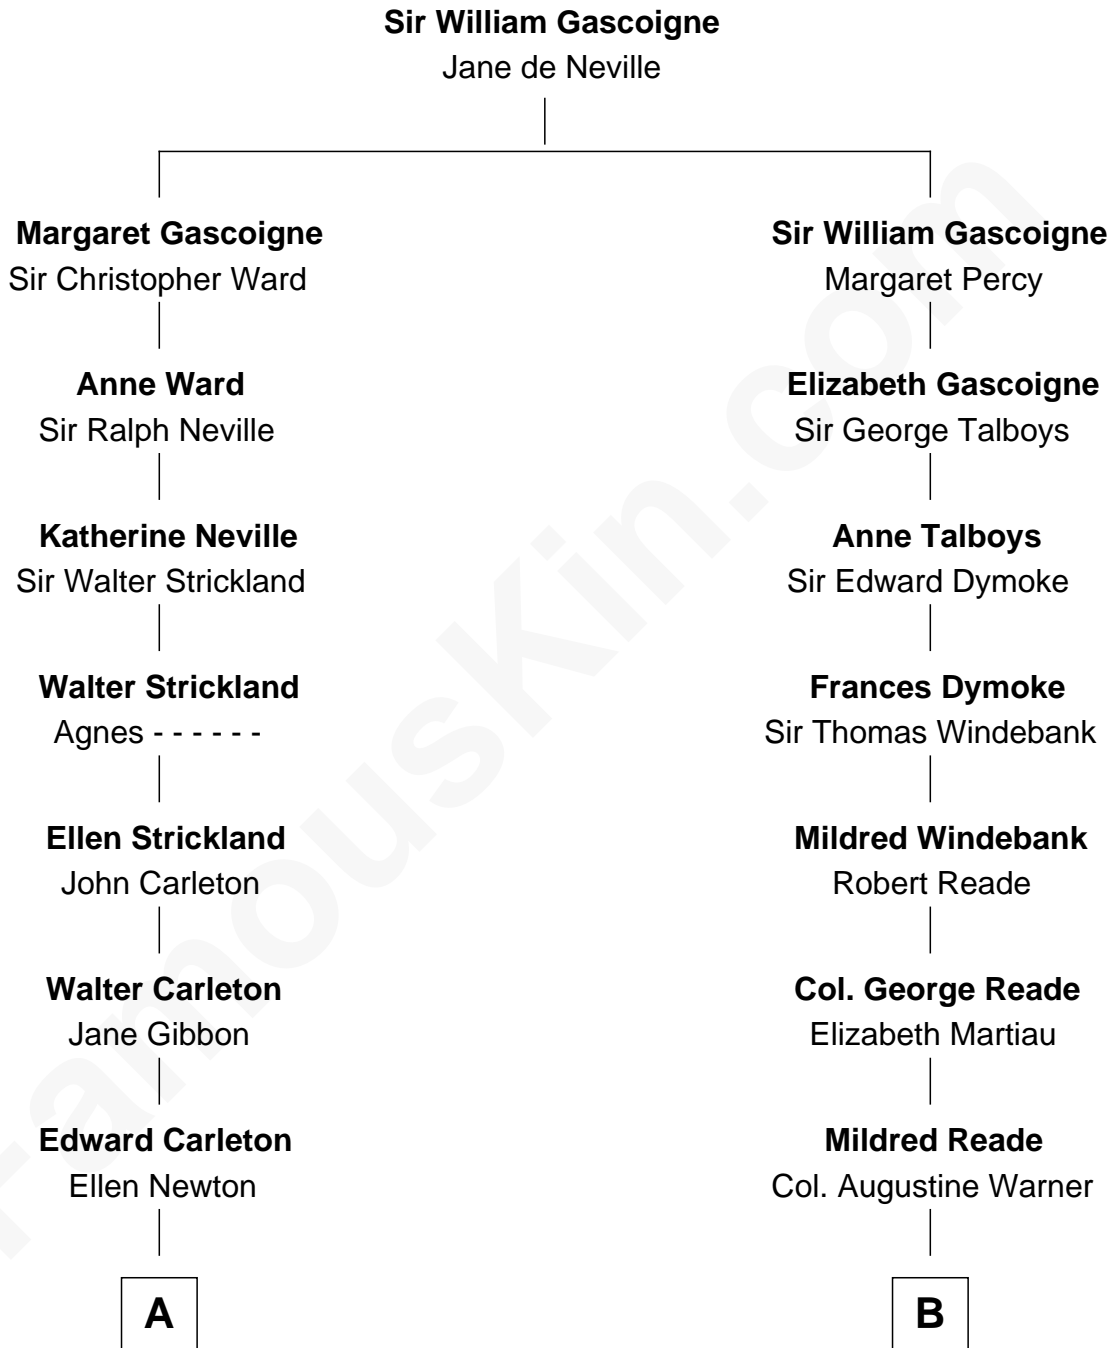 Sir William Gascoigne
Jane de Neville
Margaret Gascoigne
Sir Christopher Ward
Sir William Gascoigne
Margaret Percy
Anne Ward
Sir Ralph Neville
Elizabeth Gascoigne
Sir George Talboys
Katherine Neville
Sir Walter Strickland
Anne Talboys
Sir Edward Dymoke
Walter Strickland
Agnes - - - - - -
Frances Dymoke
Sir Thomas Windebank
Ellen Strickland
John Carleton
Mildred Windebank
Robert Reade
Walter Carleton
Jane Gibbon
Col. George Reade
Elizabeth Martiau
Edward Carleton
Ellen Newton
Mildred Reade
Col. Augustine Warner
A
B
FamousKin.com